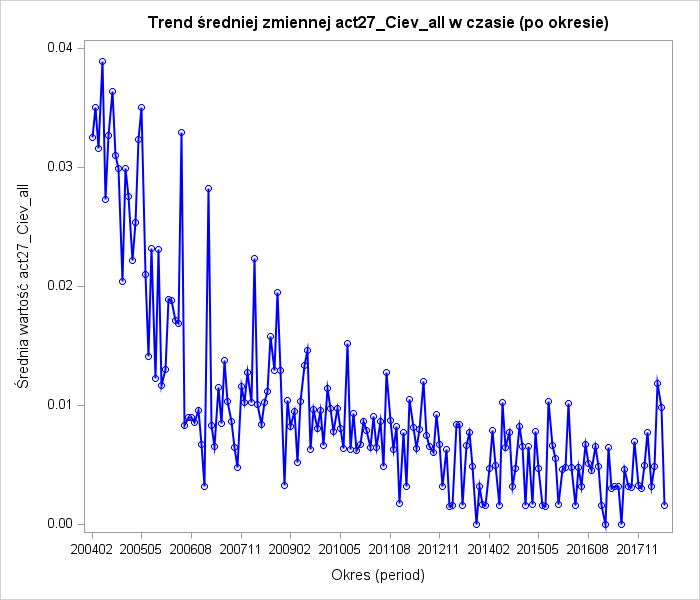 Trend średniej zmiennej act27_Ciev_all w czasie (po okresie)
0.04
0.03
0.02
0.01
0.00
Średnia wartość act27_Ciev_all
200402 200505 200608 200711 200902 201005 201108 201211 201402 201505 201608 201711
Okres (period)